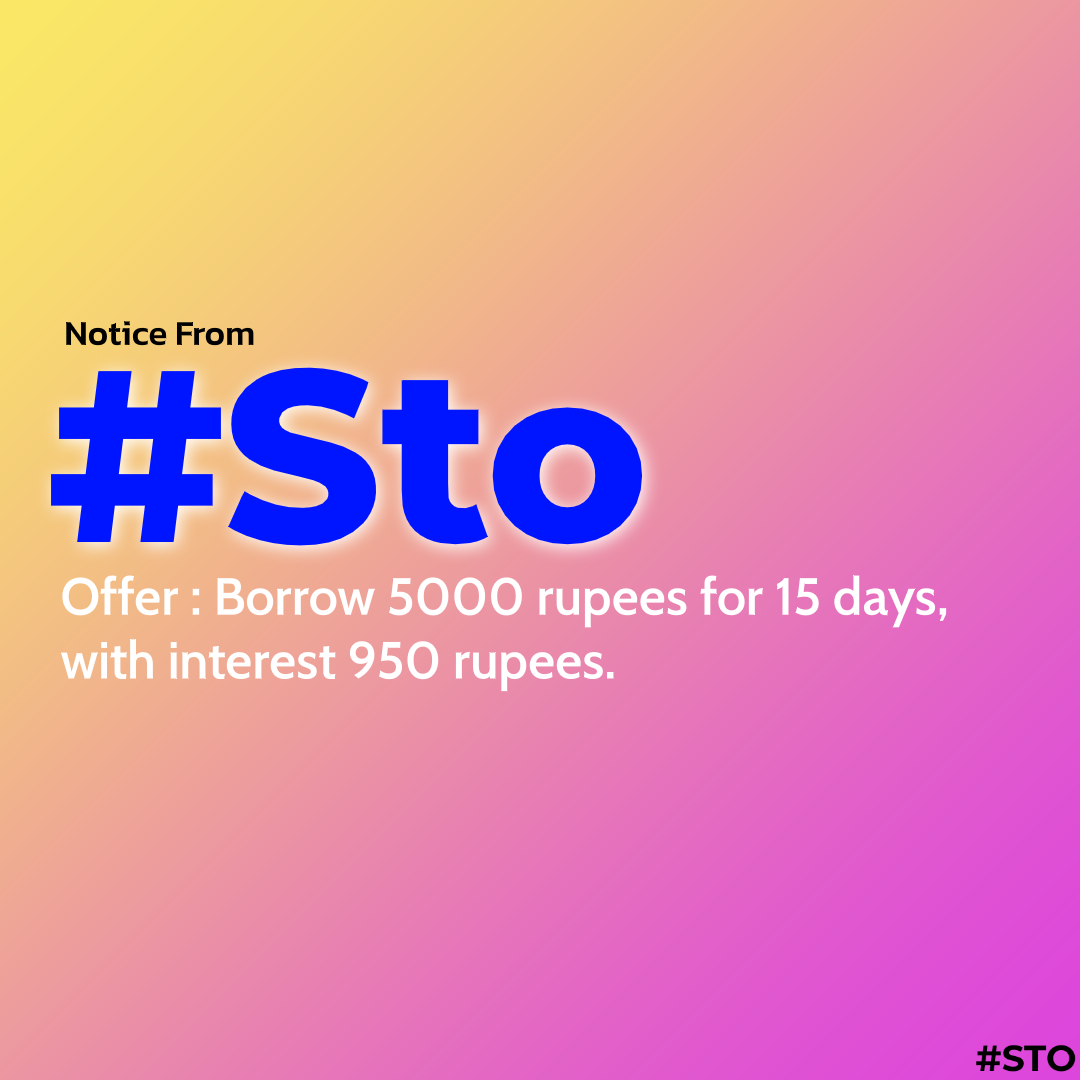 Notice From
#Sto
Offer : Borrow 5000 rupees for 15 days,
with interest 950 rupees.
#STO